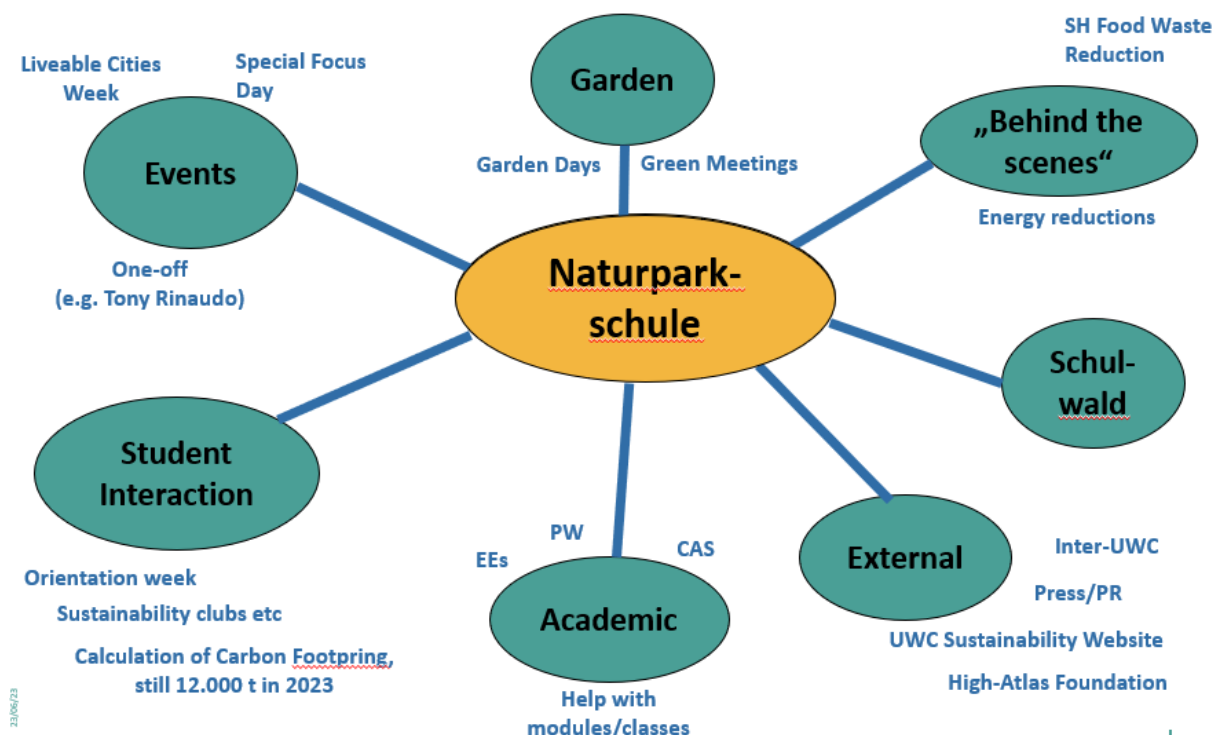 SH Food Waste
Reduction
Liveable Cities
Week
Special Focus
Day
Garden
„Behind the
scenes“
Events
Garden Days
Green Meetings
Energy reductions
One-off
(e.g. Tony Rinaudo)
Naturpark-
schule
Schul-
wald
Student
Interaction
PW
EEs
CAS
External
Inter-UWC
Orientation week
Press/PR
Sustainability clubs etc
Academic
UWC Sustainability Website
Calculation of Carbon Footpring,
still 12.000 t in 2023
High-Atlas Foundation
Help with
modules/classes
23/06/23